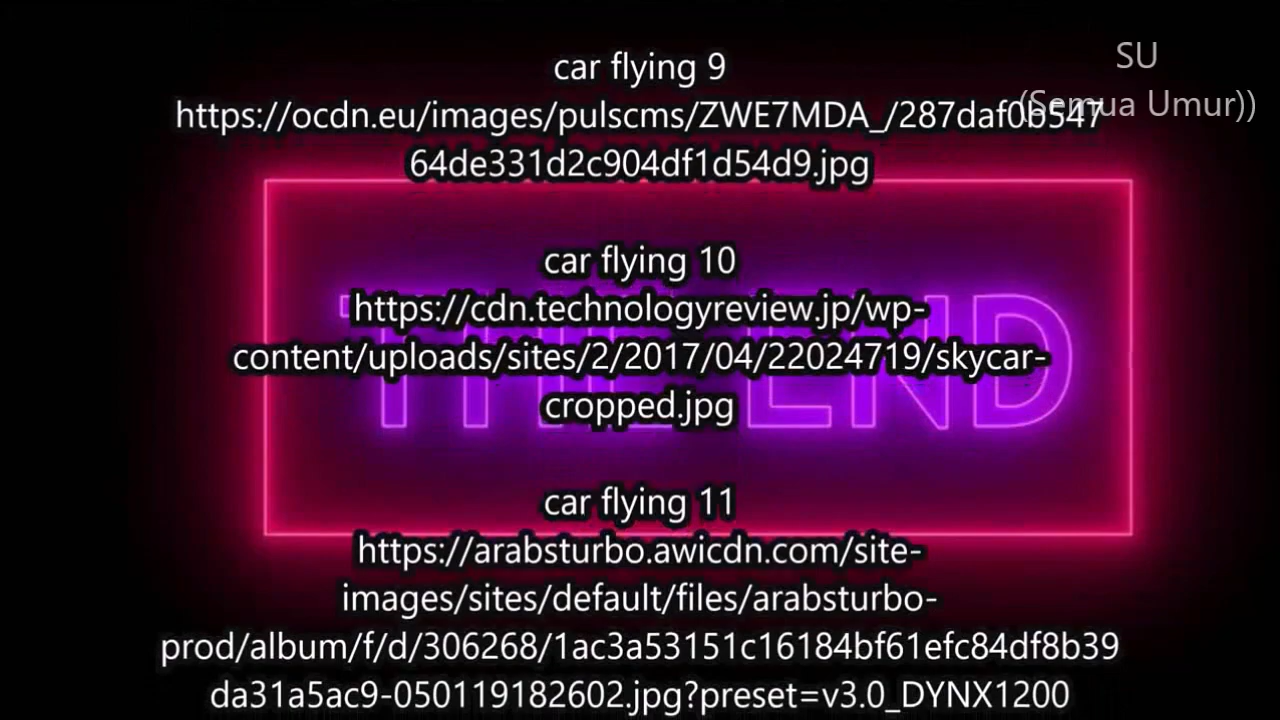 SU
(Semua Umur))
car flying 9
https://ocdn.eu/images/pulscms/ZWE7MDA_/287daf0b547
64de331d2c904df1d54d9.jpg
car flying 10
https://cdn.technologyreview.jp/wp-
content/uploads/sites/2/2017/04/22024719/skycar-
cropped.jpg
THE END
car flying 11
https://arabsturbo.awicdn.com/site-
images/sites/default/files/arabsturbo-
prod/album/f/d/306268/1ac3a53151c16184bf61efc84df8b39
da31a5ac9-050119182602.jpg?preset=v3.0_DYNX1200